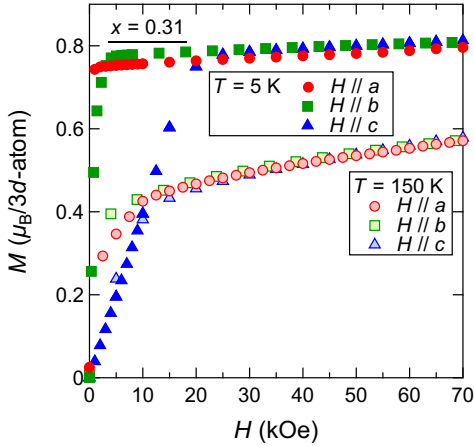 x = 0.31
T = 5 K
H // a
H // b
H // c
T = 150 K
H // a
H // b
H // c
0.8
0.6
0.4
0.2
0
0 10 20 30 40 50 60 70
M (μB/3d-atom)
H (kOe)